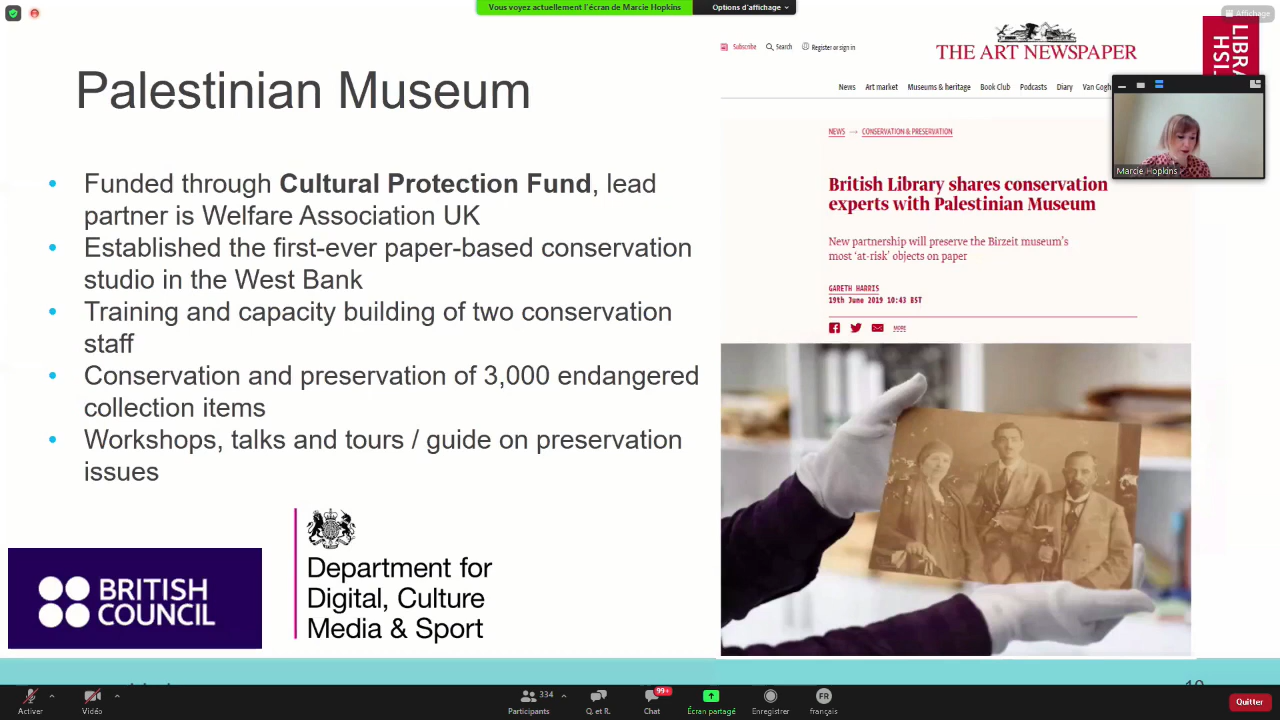 Vous voyez actuellement l'écran de Marcie Hopkins
Options d'affichage
Affichage
Palestinian Museum
• Funded through Cultural Protection Fund, lead
partner is Welfare Association UK
• Established the first-ever paper-based conservation
studio in the West Bank
• Training and capacity building of two conservation
staff
• Conservation and preservation of 3,000 endangered
collection items
• Workshops, talks and tours / guide on preservation
issues
BRITISH
COUNCIL
Department for
Digital, Culture
Media & Sport
Subscribe Search Register or sign in
THE ART NEWSPAPER
News Art market Museums & heritage Book Club Podcasts Diary Van Gogh
NEWS → CONSERVATION & PRESERVATION
British Library shares conservation
experts with Palestinian Museum
New partnership will preserve the Birzeit museum's
most 'at-risk' objects on paper
GARETH HARRIS
19th June 2019 10:43 BST
MORE
Marcie Hopkins
Activer
Vidéo
334
Participants
Q. et R.
99+
Chat
Écran partagé
Enregistrer
FR
français
Quitter